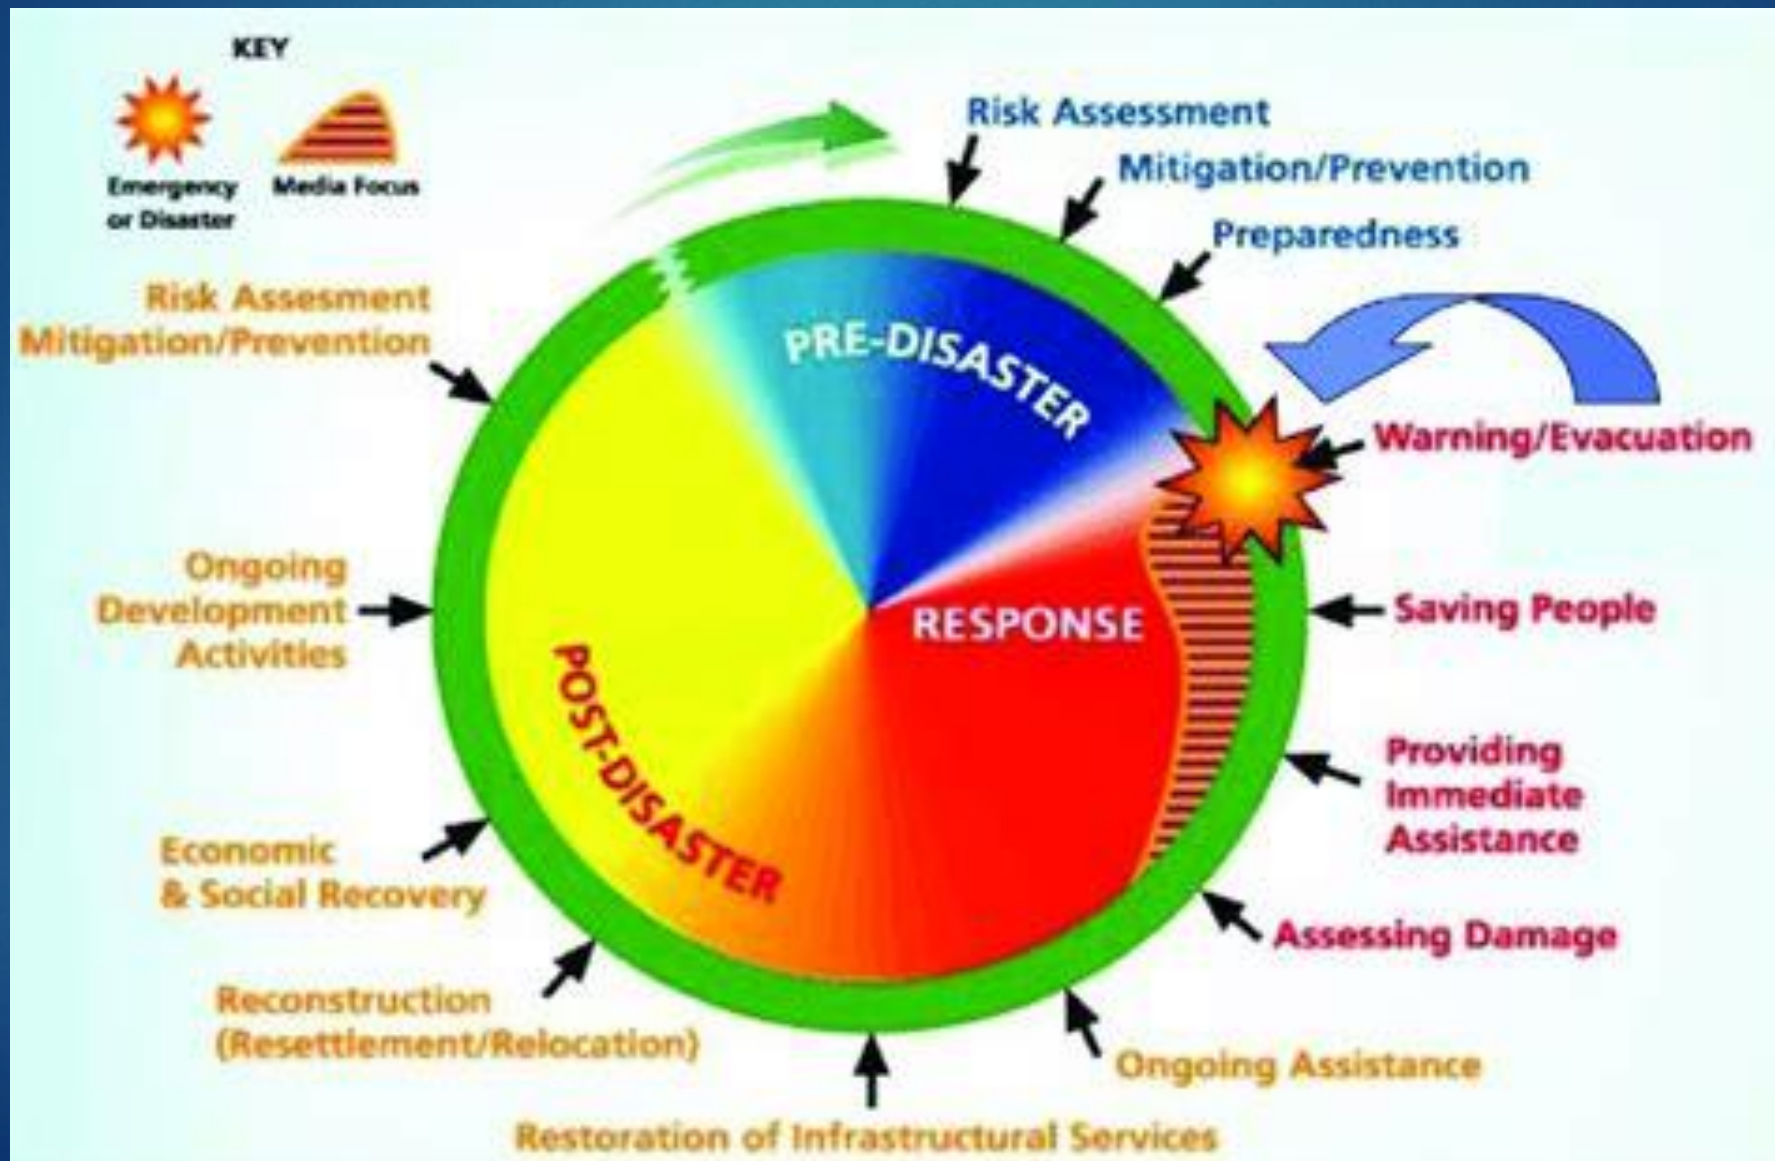 KEY
Emergency
or Disaster
Media Focus
Risk Assessment
Mitigation/Prevention
Preparedness
Warning/Evacuation
Saving People
Providing
Immediate
Assistance
Assessing Damage
Ongoing Assistance
Restoration of Infrastructural Services
Reconstruction
(Resettlement/Relocation)
Economic
& Social Recovery
Ongoing
Development
Activities
Risk Assesment
Mitigation/Prevention
PRE-DISASTER
RESPONSE
POST-DISASTER